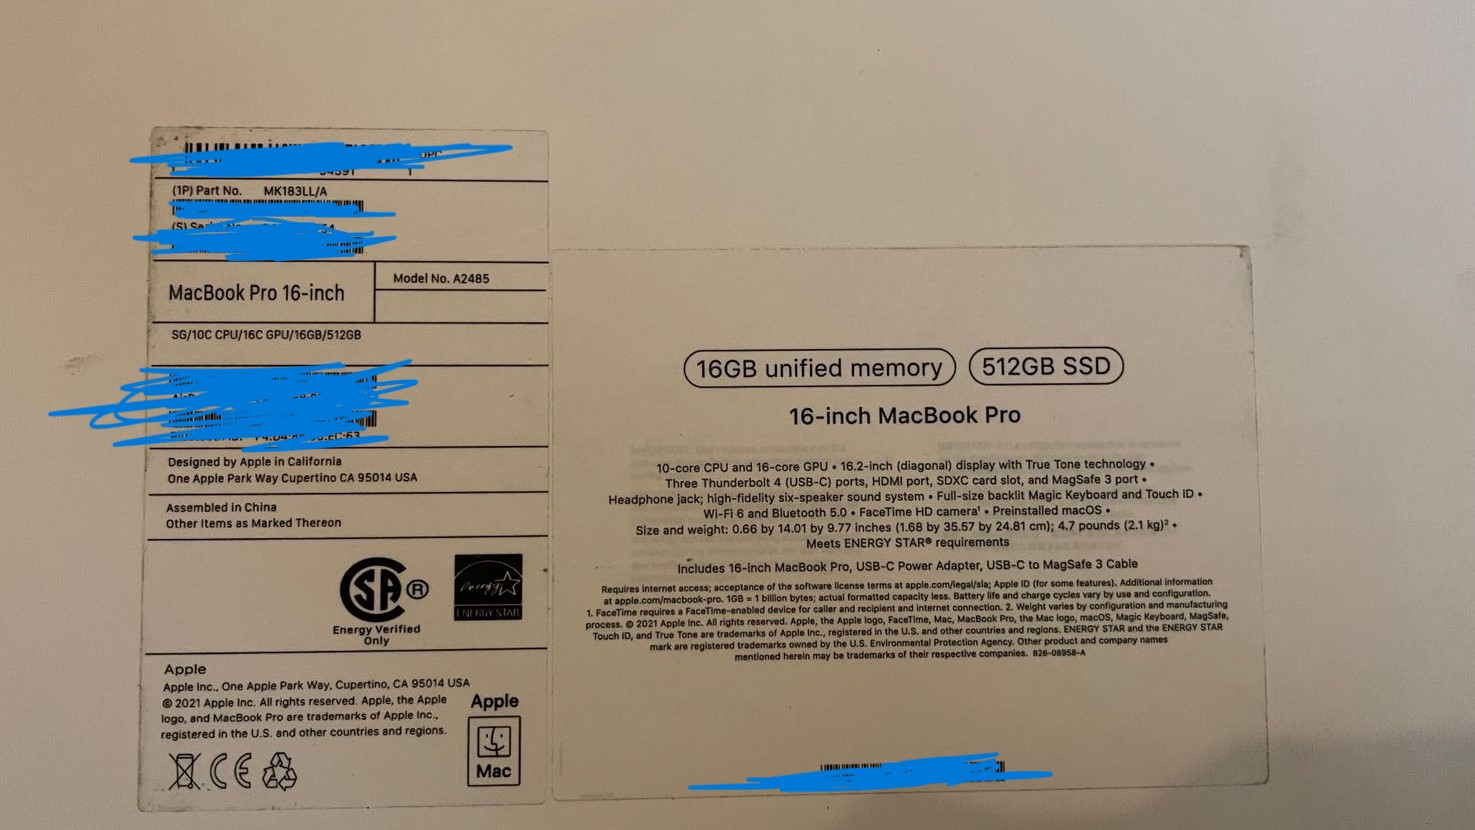 UPC
(1P) Part No. MK183LL/A
MacBook Pro 16-inch
Model No. A2485
SG/10C CPU/16C GPU/16GB/512GB
Designed by Apple in California
One Apple Park Way Cupertino CA 95014 USA
Assembled in China
Other Items as Marked Thereon
SA®
Energy Verified
Only
energy
ENERGY STAR
Apple
Apple Inc., One Apple Park Way, Cupertino, CA 95014 USA
© 2021 Apple Inc. All rights reserved. Apple, the Apple
logo, and MacBook Pro are trademarks of Apple Inc.,
registered in the U.S. and other countries and regions.
CE
Apple
Mac
16GB unified memory
512GB SSD
16-inch MacBook Pro
10-core CPU and 16-core GPU • 16.2-inch (diagonal) display with True Tone technology •
Three Thunderbolt 4 (USB-C) ports, HDMI port, SDXC card slot, and MagSafe 3 port •
Headphone jack; high-fidelity six-speaker sound system • Full-size backlit Magic Keyboard and Touch ID •
Wi-Fi 6 and Bluetooth 5.0 • FaceTime HD camera¹ • Preinstalled macOS •
Size and weight: 0.66 by 14.01 by 9.77 inches (1.68 by 35.57 by 24.81 cm); 4.7 pounds (2.1 kg)² •
Meets ENERGY STAR® requirements
Includes 16-inch MacBook Pro, USB-C Power Adapter, USB-C to MagSafe 3 Cable
Requires internet access; acceptance of the software license terms at apple.com/legal/sla; Apple ID (for some features). Additional information
at apple.com/macbook-pro. 1GB = 1 billion bytes; actual formatted capacity less. Battery life and charge cycles vary by use and configuration.
1. FaceTime requires a FaceTime-enabled device for caller and recipient and internet connection. 2. Weight varies by configuration and manufacturing
process. © 2021 Apple Inc. All rights reserved. Apple, the Apple logo, FaceTime, Mac, MacBook Pro, the Mac logo, macOS, Magic Keyboard, MagSafe,
Touch ID, and True Tone are trademarks of Apple Inc., registered in the U.S. and other countries and regions. ENERGY STAR and the ENERGY STAR
mark are registered trademarks owned by the U.S. Environmental Protection Agency. Other product and company names
mentioned herein may be trademarks of their respective companies. 826-08958-A